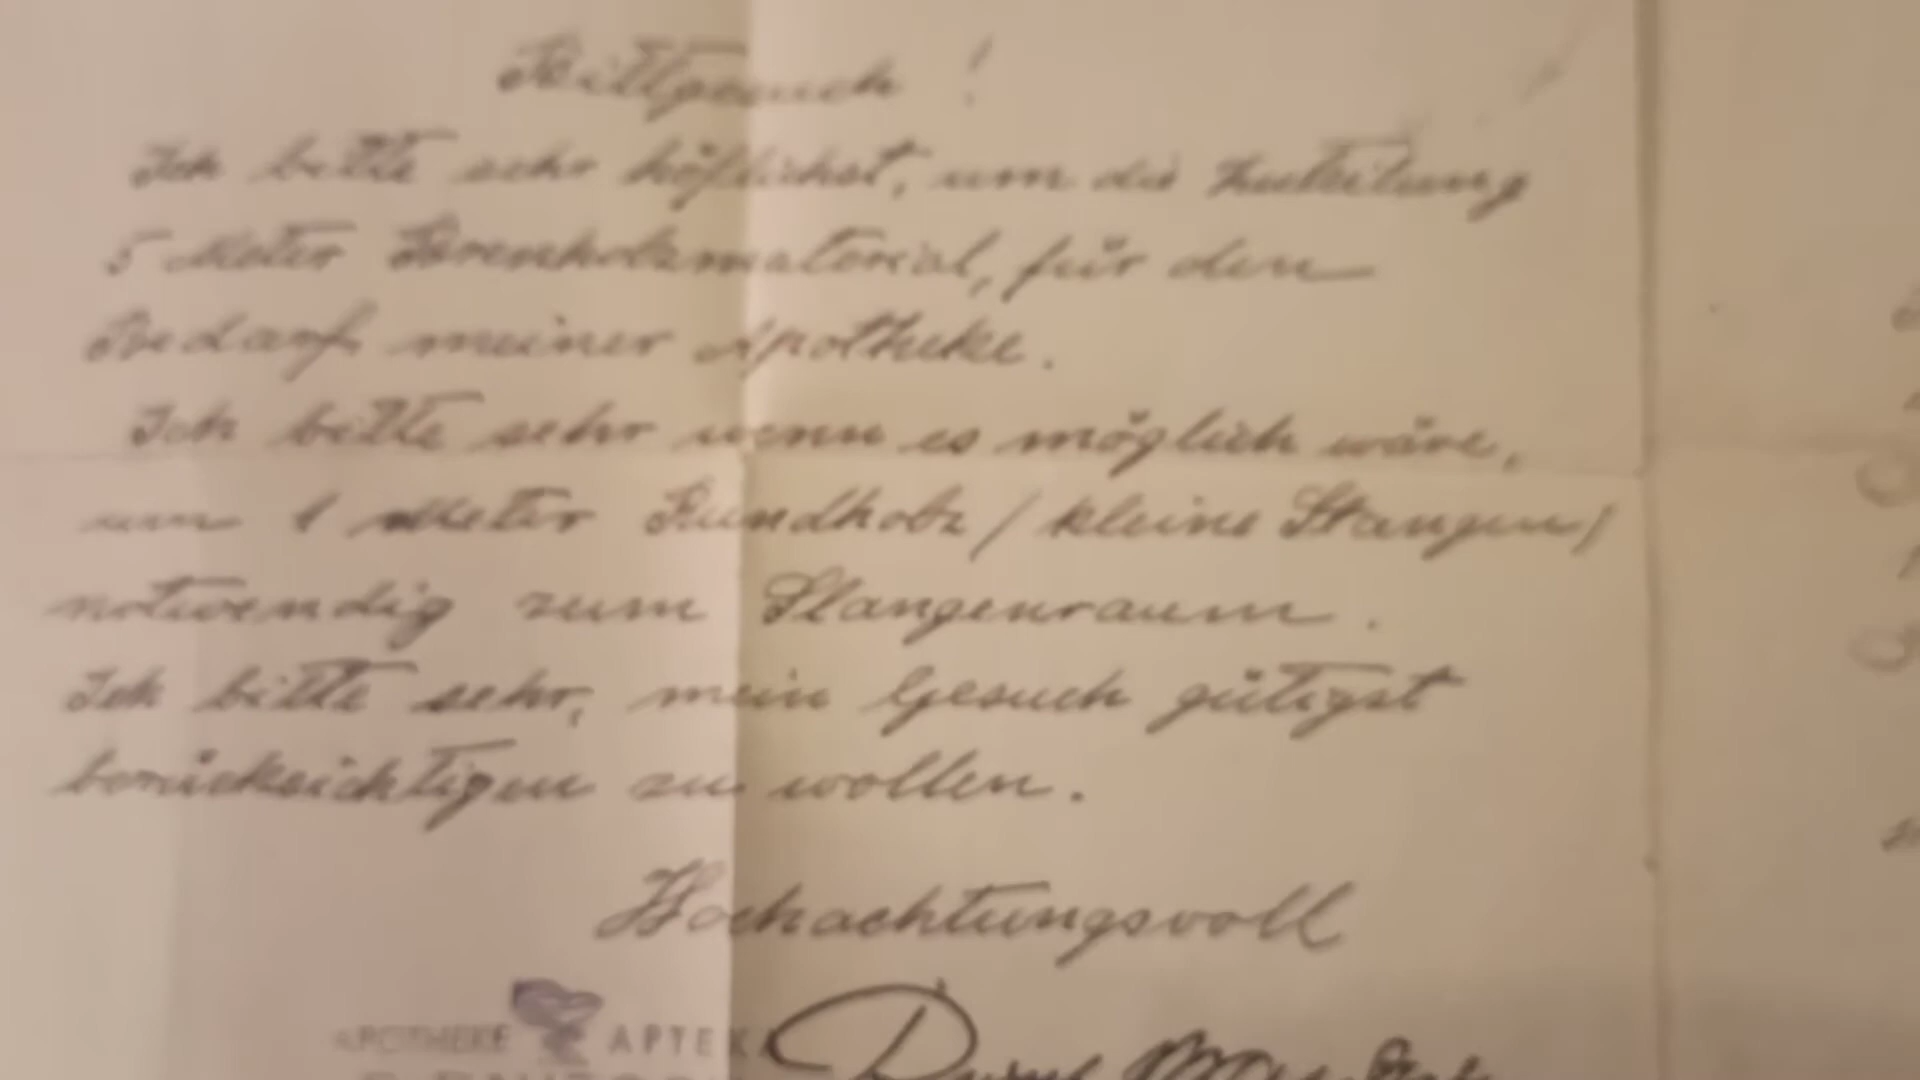 Bittgesuch !
Ich bitte sehr höflichst, um die Zuteilung
5 Meter Brenholzmaterial, für den
Bedarf meiner Apotheke.
Ich bitte sehr wenn es möglich wäre,
um 1 Meter Rundholz / kleine Stangen /
notwendig zum Stangenraum.
Ich bitte sehr, mein Gesuch gütigst
berücksichtigen zu wollen.
Hochachtungsvoll
APOTHEKE APTEKA